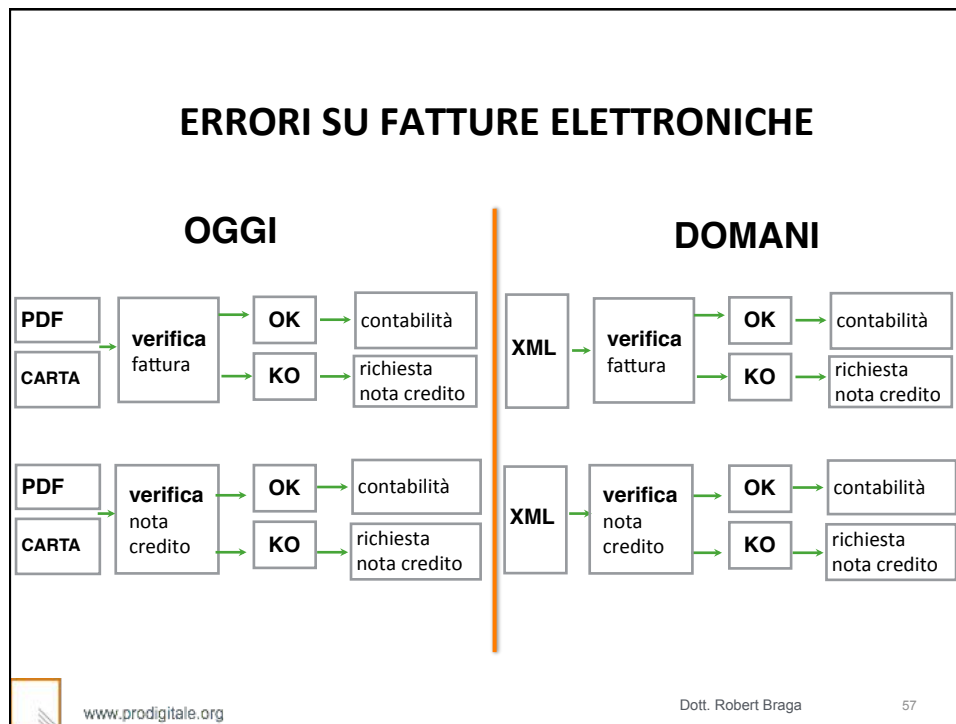 ERRORI SU FATTURE ELETTRONICHE
OGGI
PDF
CARTA
verifica
fattura
OK
contabilità
KO
richiesta
nota credito
PDF
CARTA
verifica
nota
credito
OK
contabilità
KO
richiesta
nota credito
DOMANI
XML
verifica
fattura
OK
contabilità
KO
richiesta
nota credito
XML
verifica
nota
credito
OK
contabilità
KO
richiesta
nota credito
www.prodigitale.org
Dott. Robert Braga
57